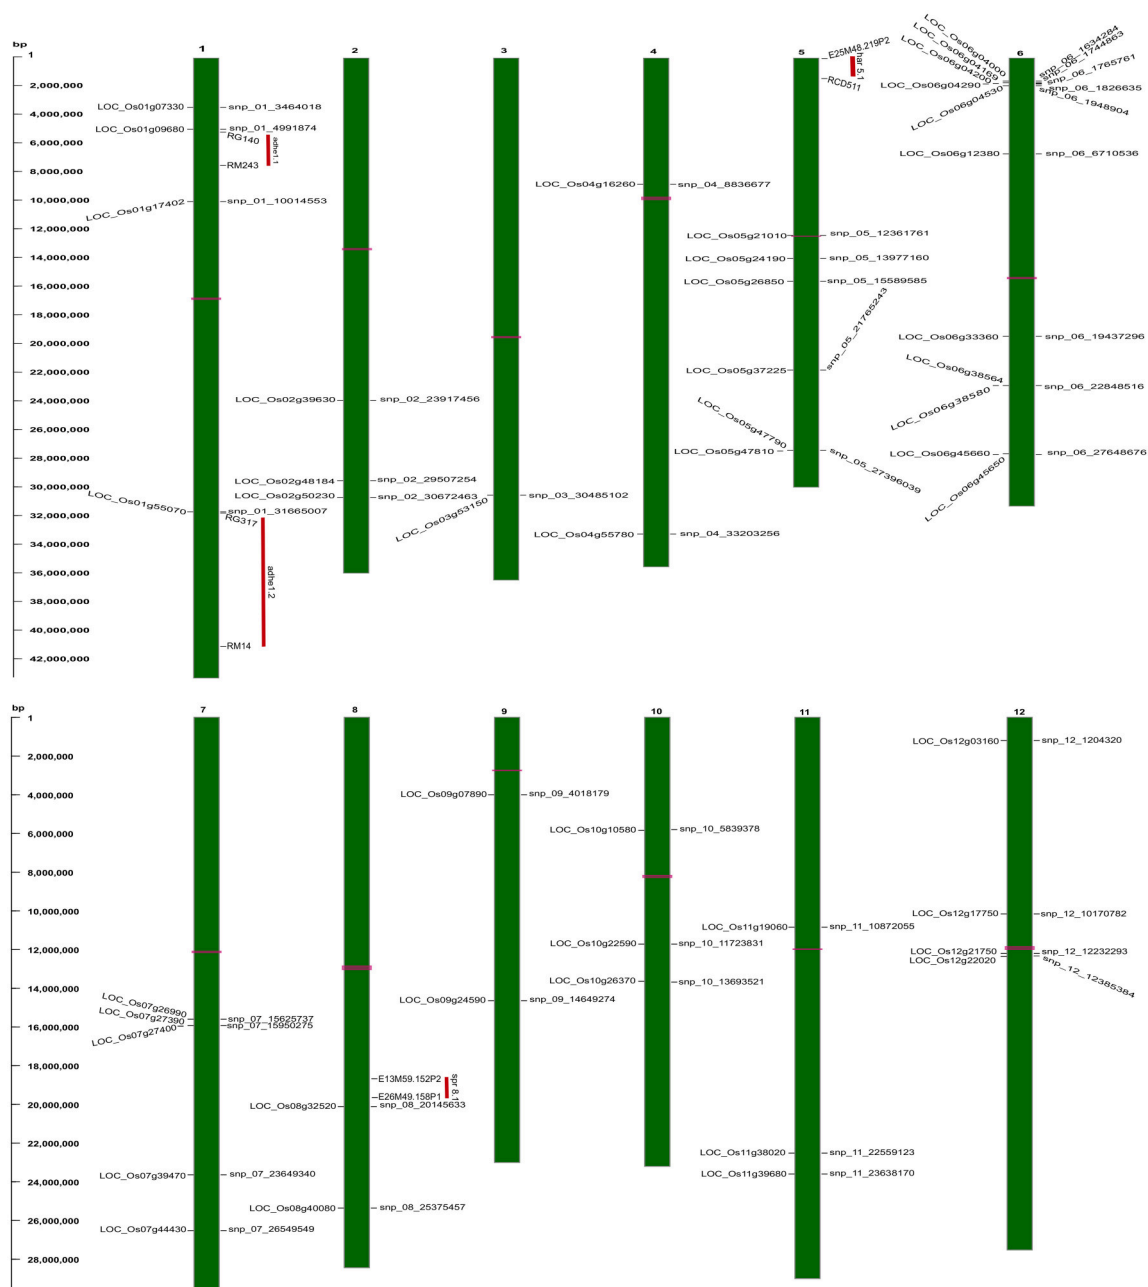 bp
1
2,000,000
4,000,000
6,000,000
8,000,000
10,000,000
12,000,000
14,000,000
16,000,000
18,000,000
20,000,000
22,000,000
24,000,000
26,000,000
28,000,000
30,000,000
32,000,000
34,000,000
36,000,000
38,000,000
40,000,000
42,000,000
1
LOC_Os01g07330
snp_01_3464018
LOC_Os01g09680
snp_01_4991874
RG140
adhe1.1
RM243
LOC_Os01g17402
snp_01_10014553
LOC_Os01g55070
snp_01_31665007
RG317
adhe1.2
RM14
2
LOC_Os02g39630
snp_02_23917456
LOC_Os02g48184
snp_02_29507254
LOC_Os02g50230
snp_02_30672463
3
LOC_Os03g53150
snp_03_30485102
4
LOC_Os04g16260
snp_04_8836677
LOC_Os04g55780
snp_04_33203256
5
E25M48.219P2
har 5.1
RCD511
LOC_Os05g21010
snp_05_12361761
LOC_Os05g24190
snp_05_13977160
LOC_Os05g26850
snp_05_15589585
LOC_Os05g37225
snp_05_21765243
LOC_Os05g47790
LOC_Os05g47810
snp_05_27396039
6
LOC_Os06g04000
LOC_Os06g04169
LOC_Os06g04200
LOC_Os06g04290
LOC_Os06g04530
snp_06_1634284
snp_06_1744863
snp_06_1765761
snp_06_1826635
snp_06_1948904
LOC_Os06g12380
snp_06_6710536
LOC_Os06g33360
snp_06_19437296
LOC_Os06g38564
LOC_Os06g38580
snp_06_22848516
LOC_Os06g45660
LOC_Os06g45650
snp_06_27648676
bp
1
2,000,000
4,000,000
6,000,000
8,000,000
10,000,000
12,000,000
14,000,000
16,000,000
18,000,000
20,000,000
22,000,000
24,000,000
26,000,000
28,000,000
7
LOC_Os07g26990
LOC_Os07g27390
LOC_Os07g27400
snp_07_15625737
snp_07_15950275
LOC_Os07g39470
snp_07_23649340
LOC_Os07g44430
snp_07_26549549
8
E13M59.152P2
spr 8.1
E26M49.158P1
LOC_Os08g32520
snp_08_20145633
LOC_Os08g40080
snp_08_25375457
9
LOC_Os09g07890
snp_09_4018179
LOC_Os09g24590
snp_09_14649274
10
LOC_Os10g10580
snp_10_5839378
LOC_Os10g22590
snp_10_11723831
LOC_Os10g26370
snp_10_13693521
11
LOC_Os11g19060
snp_11_10872055
LOC_Os11g38020
snp_11_22559123
LOC_Os11g39680
snp_11_23638170
12
LOC_Os12g03160
snp_12_1204320
LOC_Os12g17750
snp_12_10170782
LOC_Os12g21750
snp_12_12232293
LOC_Os12g22020
snp_12_12385384